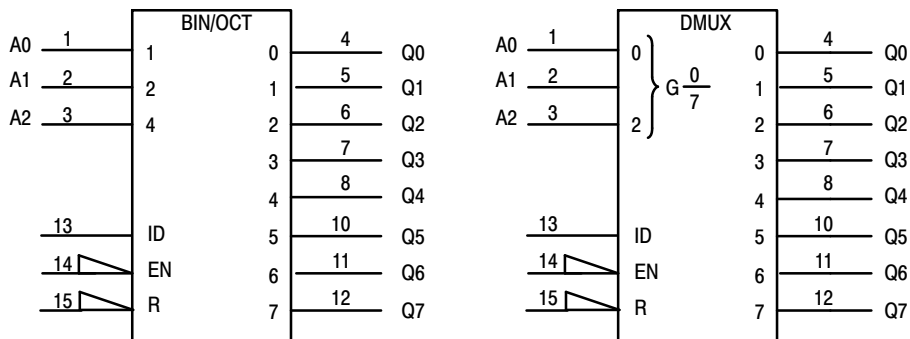 BIN/OCT
A0 1 1 0 4 Q0
A1 2 2 1 5 Q1
A2 3 4 2 6 Q2
3 7 Q3
4 8 Q4
13 ID 5 10 Q5
14 EN 6 11 Q6
15 R 7 12 Q7
DMUX
A0 1 0 0 4 Q0
A1 2 G 0/7 1 5 Q1
A2 3 2 2 6 Q2
3 7 Q3
4 8 Q4
13 ID 5 10 Q5
14 EN 6 11 Q6
15 R 7 12 Q7